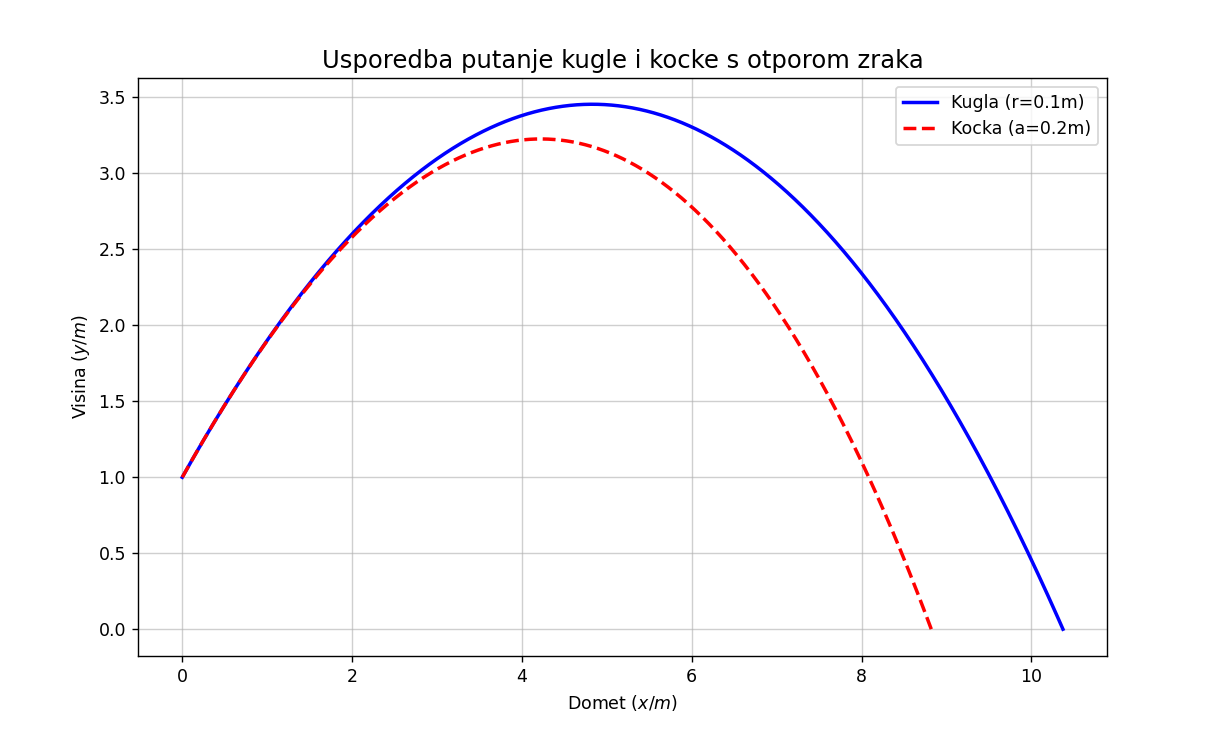 Usporedba putanje kugle i kocke s otporom zraka
Kugla (r=0.1m)
Kocka (a=0.2m)
Visina (y/m)
3.5
3.0
2.5
2.0
1.5
1.0
0.5
0.0
0 2 4 6 8 10
Domet (x/m)